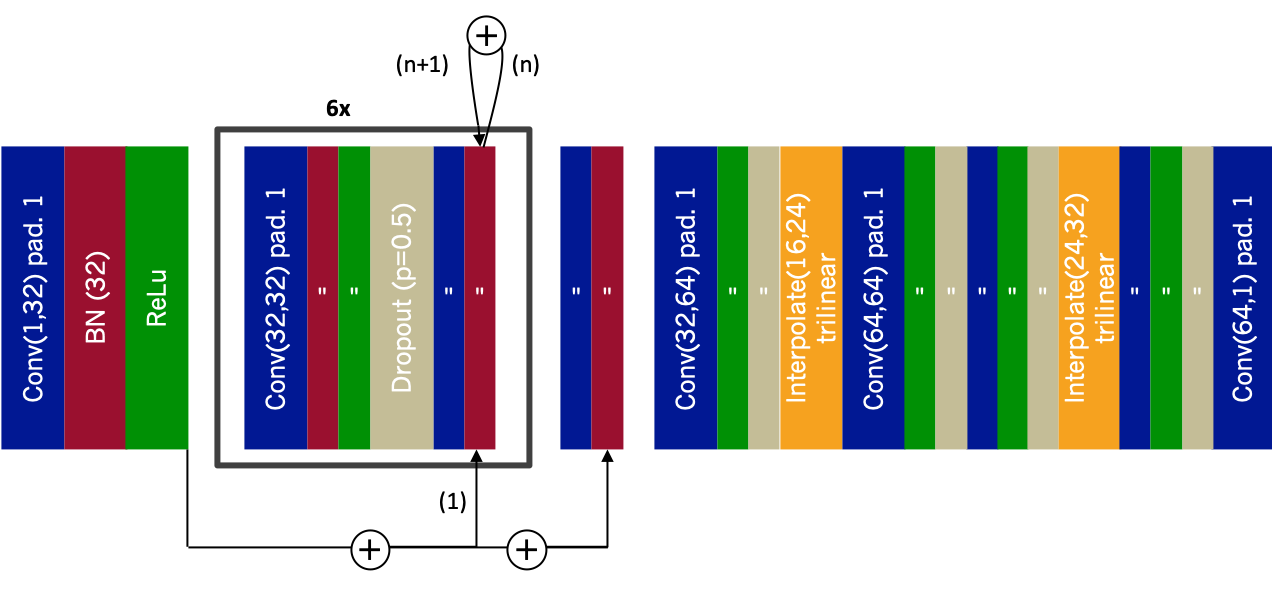 (n+1)
(n)
6x
Conv(1,32) pad. 1
BN (32)
ReLu
Conv(32,32) pad. 1
"
"
Dropout (p=0.5)
"
"
"
"
Conv(32,64) pad. 1
"
"
Interpolate(16,24)
trilinear
Conv(64,64) pad. 1
"
"
"
"
"
Interpolate(24,32)
trilinear
"
"
"
Conv(64,1) pad. 1
(1)